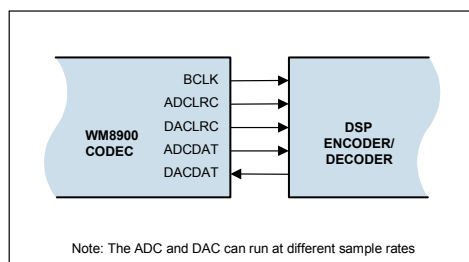 BCLK
ADCLRC
DACLRC
ADCDAT
DACDAT
WM8900
CODEC
DSP
ENCODER/
DECODER
Note: The ADC and DAC can run at different sample rates